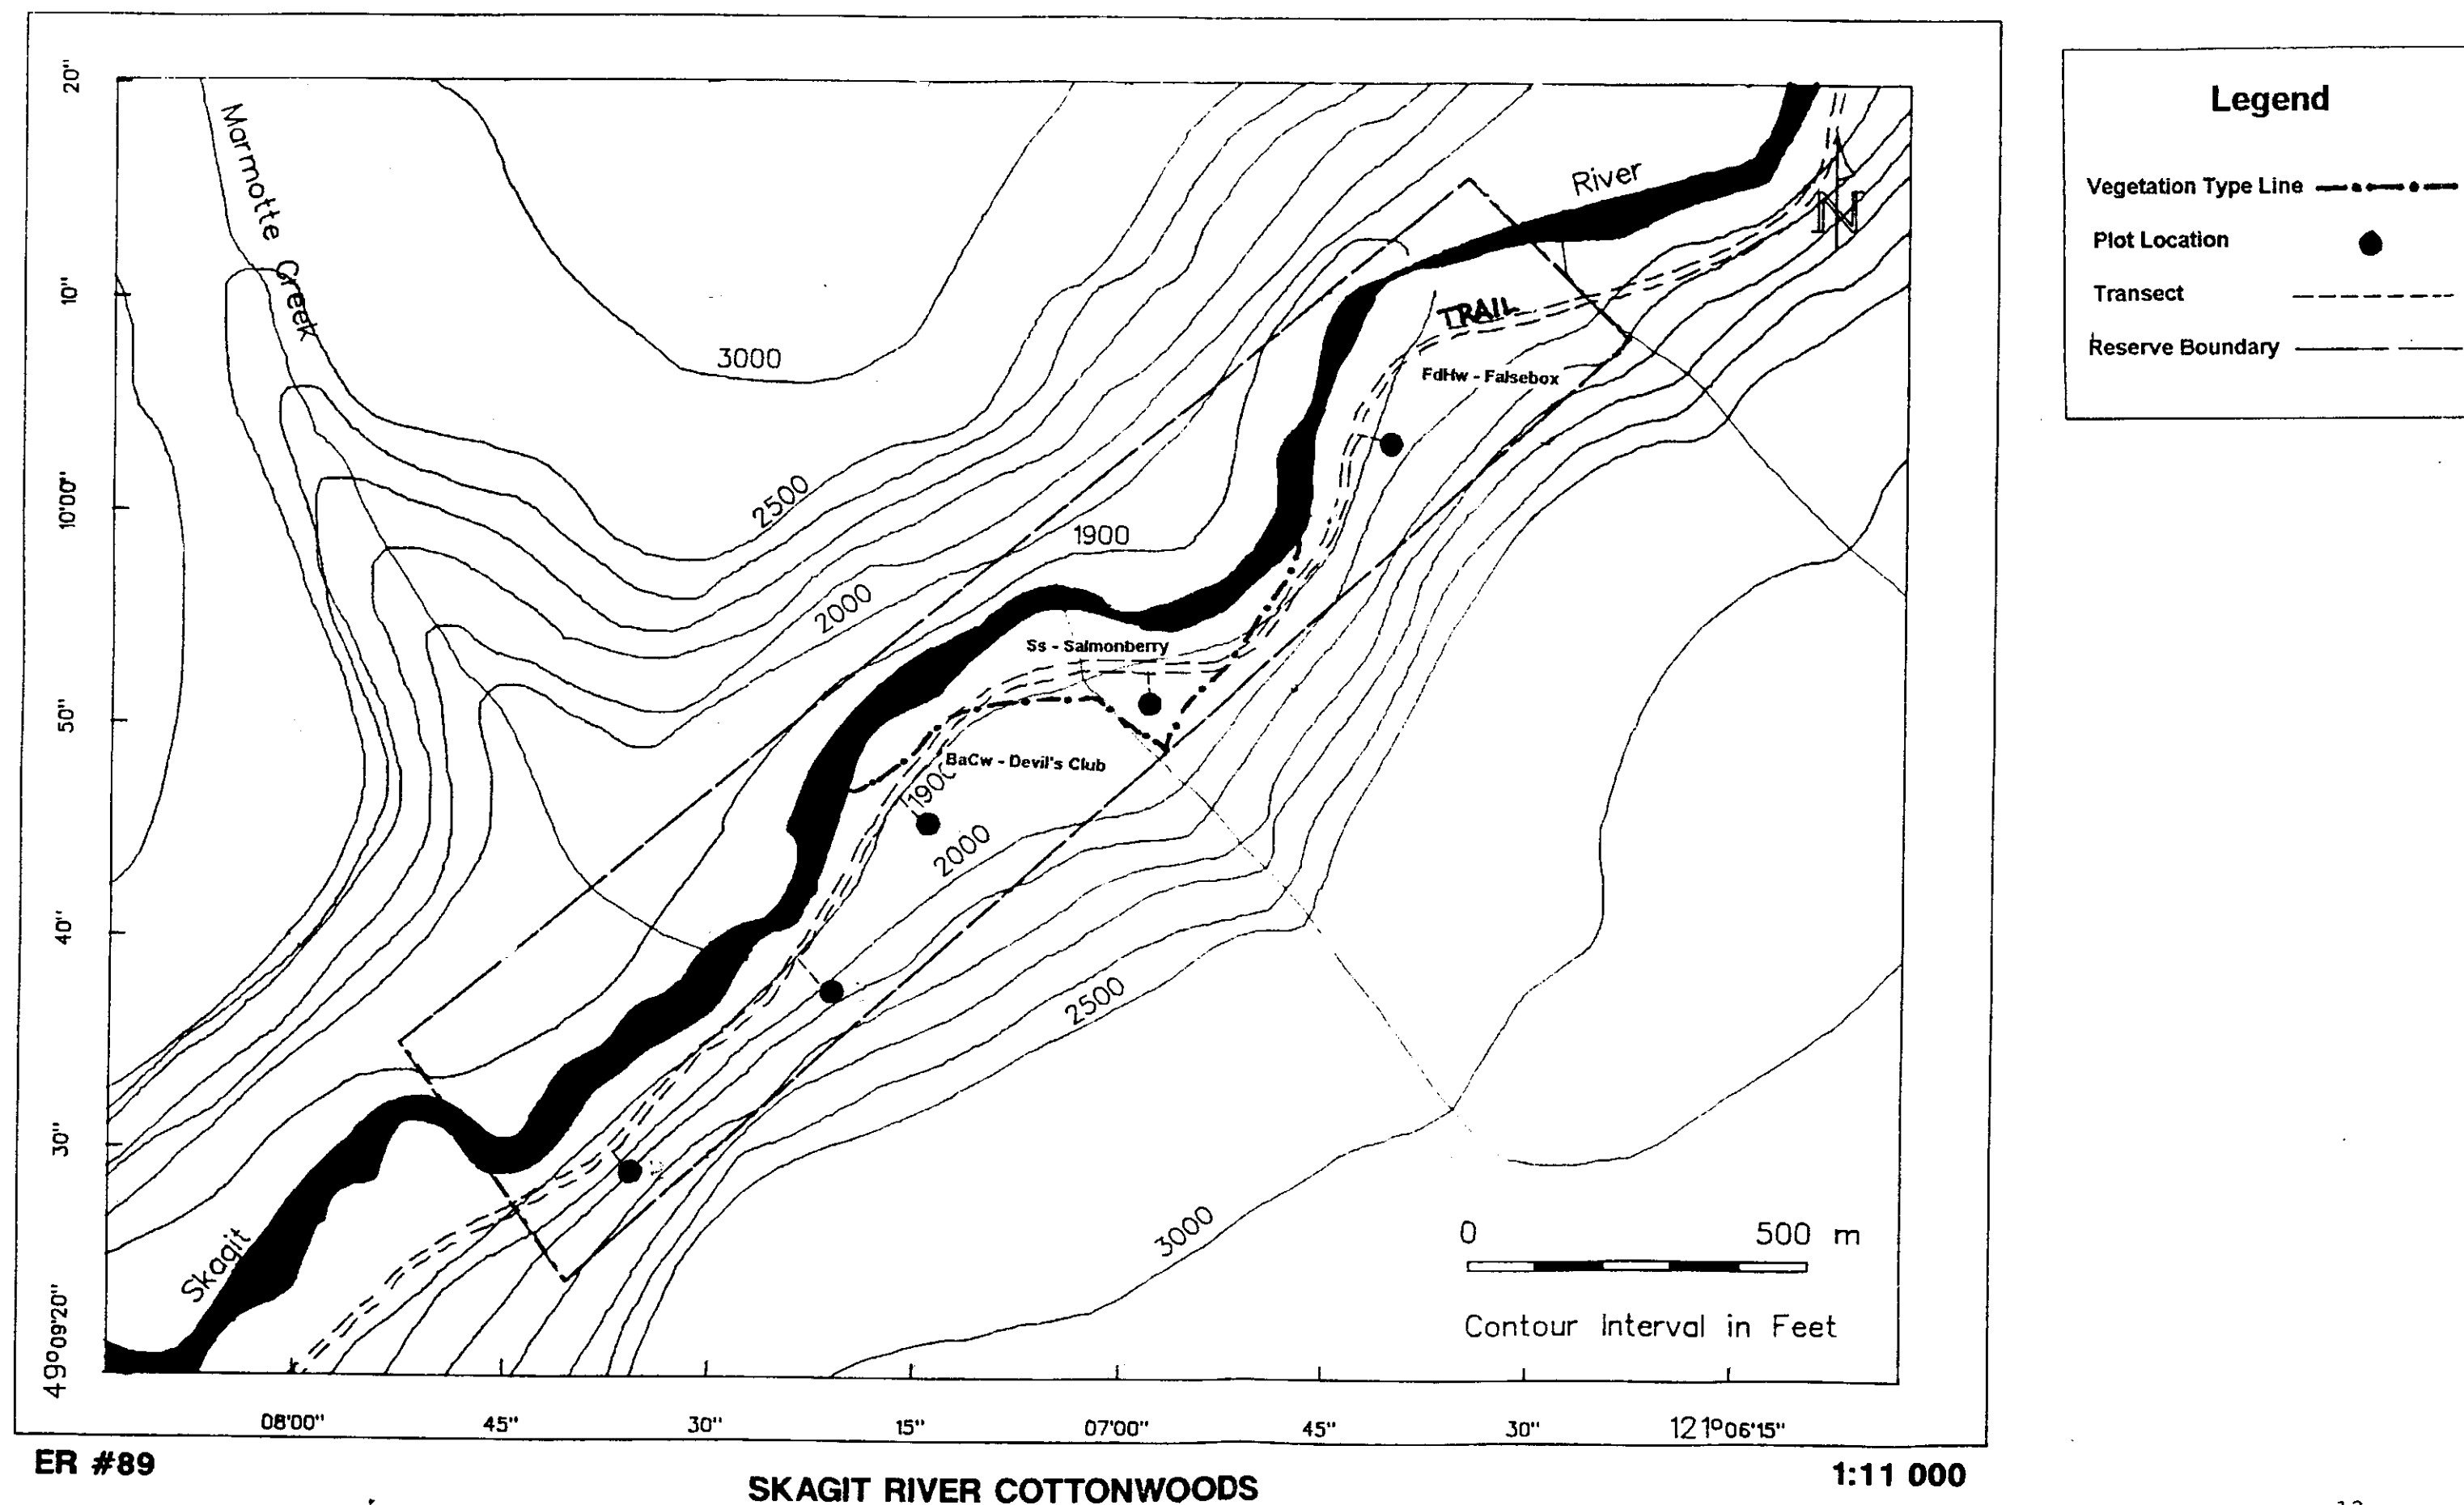 20"
10"
10'00"
50"
40"
30"
49°09'20"
Marmotte Creek
3000
2500
2000
1900
River
N
TRAIL
FdHw - Falsebox
Ss - Salmonberry
BaCw - Devil's Club
1900
2000
2500
3000
Skagit
0 500 m
Contour Interval in Feet
08'00" 45" 30" 15" 07'00" 45" 30" 121°06'15"
Legend
Vegetation Type Line
Plot Location
Transect
Reserve Boundary
ER #89
SKAGIT RIVER COTTONWOODS
1:11 000